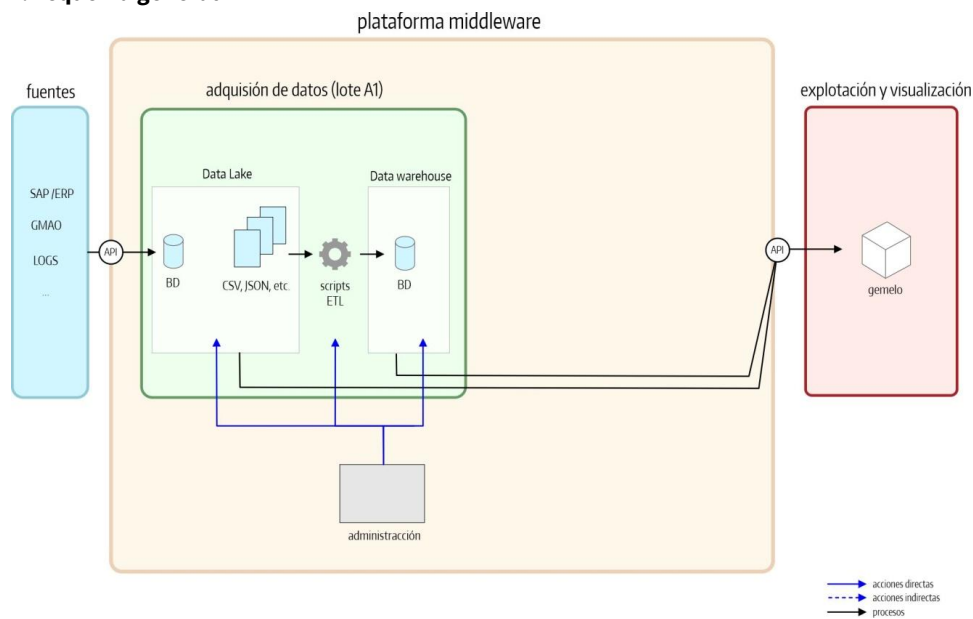 plataforma middleware
fuentes
adquisión de datos (lote A1)
explotación y visualización
Data Lake
Data warehouse
SAP /ERP
GMAO
LOGS
...
API
BD
CSV, JSON, etc.
scripts
ETL
BD
API
gemelo
administracción
acciones directas
acciones indirectas
procesos